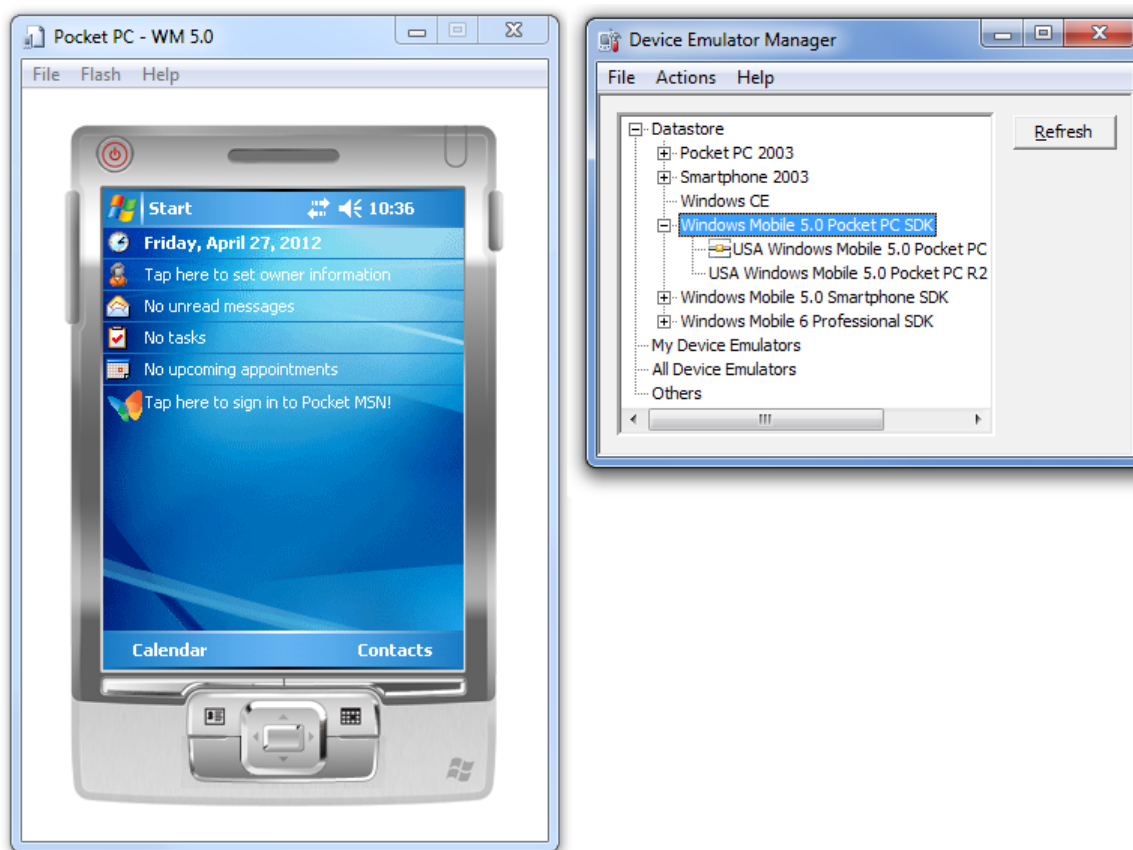 Pocket PC - WM 5.0
File Flash Help
Start 10:36
Friday, April 27, 2012
Tap here to set owner information
No unread messages
No tasks
No upcoming appointments
Tap here to sign in to Pocket MSN!
Calendar Contacts
Device Emulator Manager
File Actions Help
Datastore
Pocket PC 2003
Smartphone 2003
Windows CE
Windows Mobile 5.0 Pocket PC SDK
USA Windows Mobile 5.0 Pocket PC
USA Windows Mobile 5.0 Pocket PC R2
Windows Mobile 5.0 Smartphone SDK
Windows Mobile 6 Professional SDK
My Device Emulators
All Device Emulators
Others
Refresh